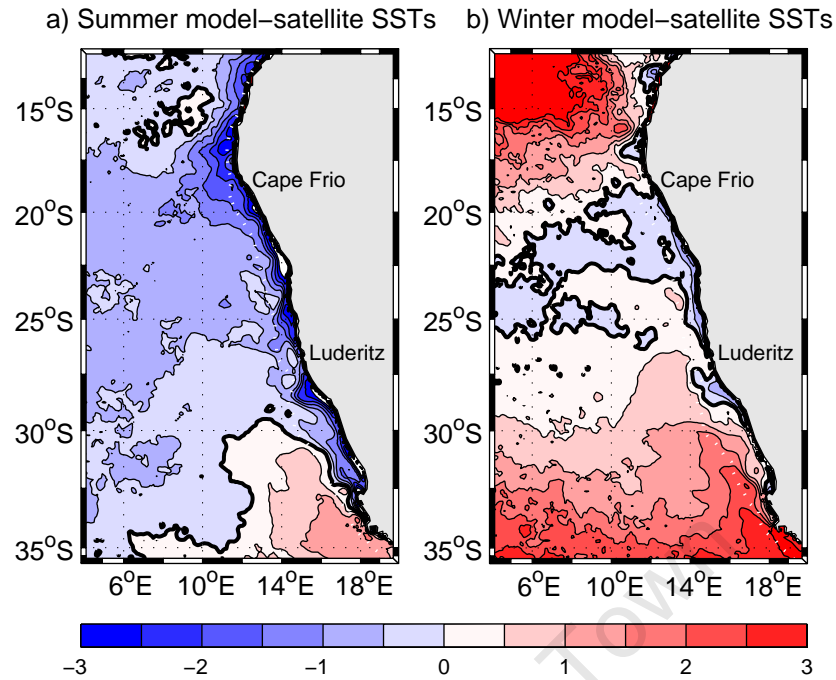 a) Summer model−satellite SSTs
b) Winter model−satellite SSTs
15°S
20°S
25°S
30°S
35°S
Cape Frio
Luderitz
6°E 10°E 14°E 18°E
15°S
20°S
25°S
30°S
35°S
Cape Frio
Luderitz
6°E 10°E 14°E 18°E
−3 −2 −1 0 1 2 3
Town